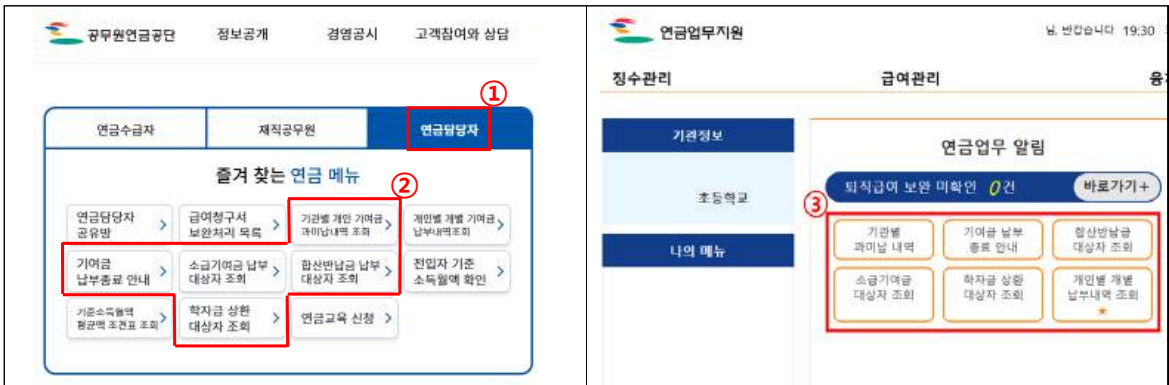 공무원연금공단 정보공개 경영공시 고객참여와 상담
①
연금수급자 재직공무원 연금담당자
즐겨 찾는 연금 메뉴
②
연금담당자
공유방 >
급여청구서
보완처리 목록 >
기관별 개인 기여금
과미납내역 조회 >
개인별 개별 기여금
납부내역조회 >
기여금
납부종료 안내 >
소급기여금 납부
대상자 조회 >
합산반납금 납부
대상자 조회 >
전입자 기준
소득월액 확인 >
기준소득월액
평균액 조견표 조회 >
학자금 상환
대상자 조회 >
연금교육 신청 >
연금업무지원
님, 반갑습니다 19:30
징수관리 급여관리
기관정보
초등학교
나의 메뉴
연금업무 알림
퇴직급여 보완 미확인 0건 바로가기+
③
기관별
과미납 내역
기여금 납부
종료 안내
합산반납금
대상자 조회
소급기여금
대상자 조회
학자금 상환
대상자 조회
개인별 개별
납부내역 조회
★